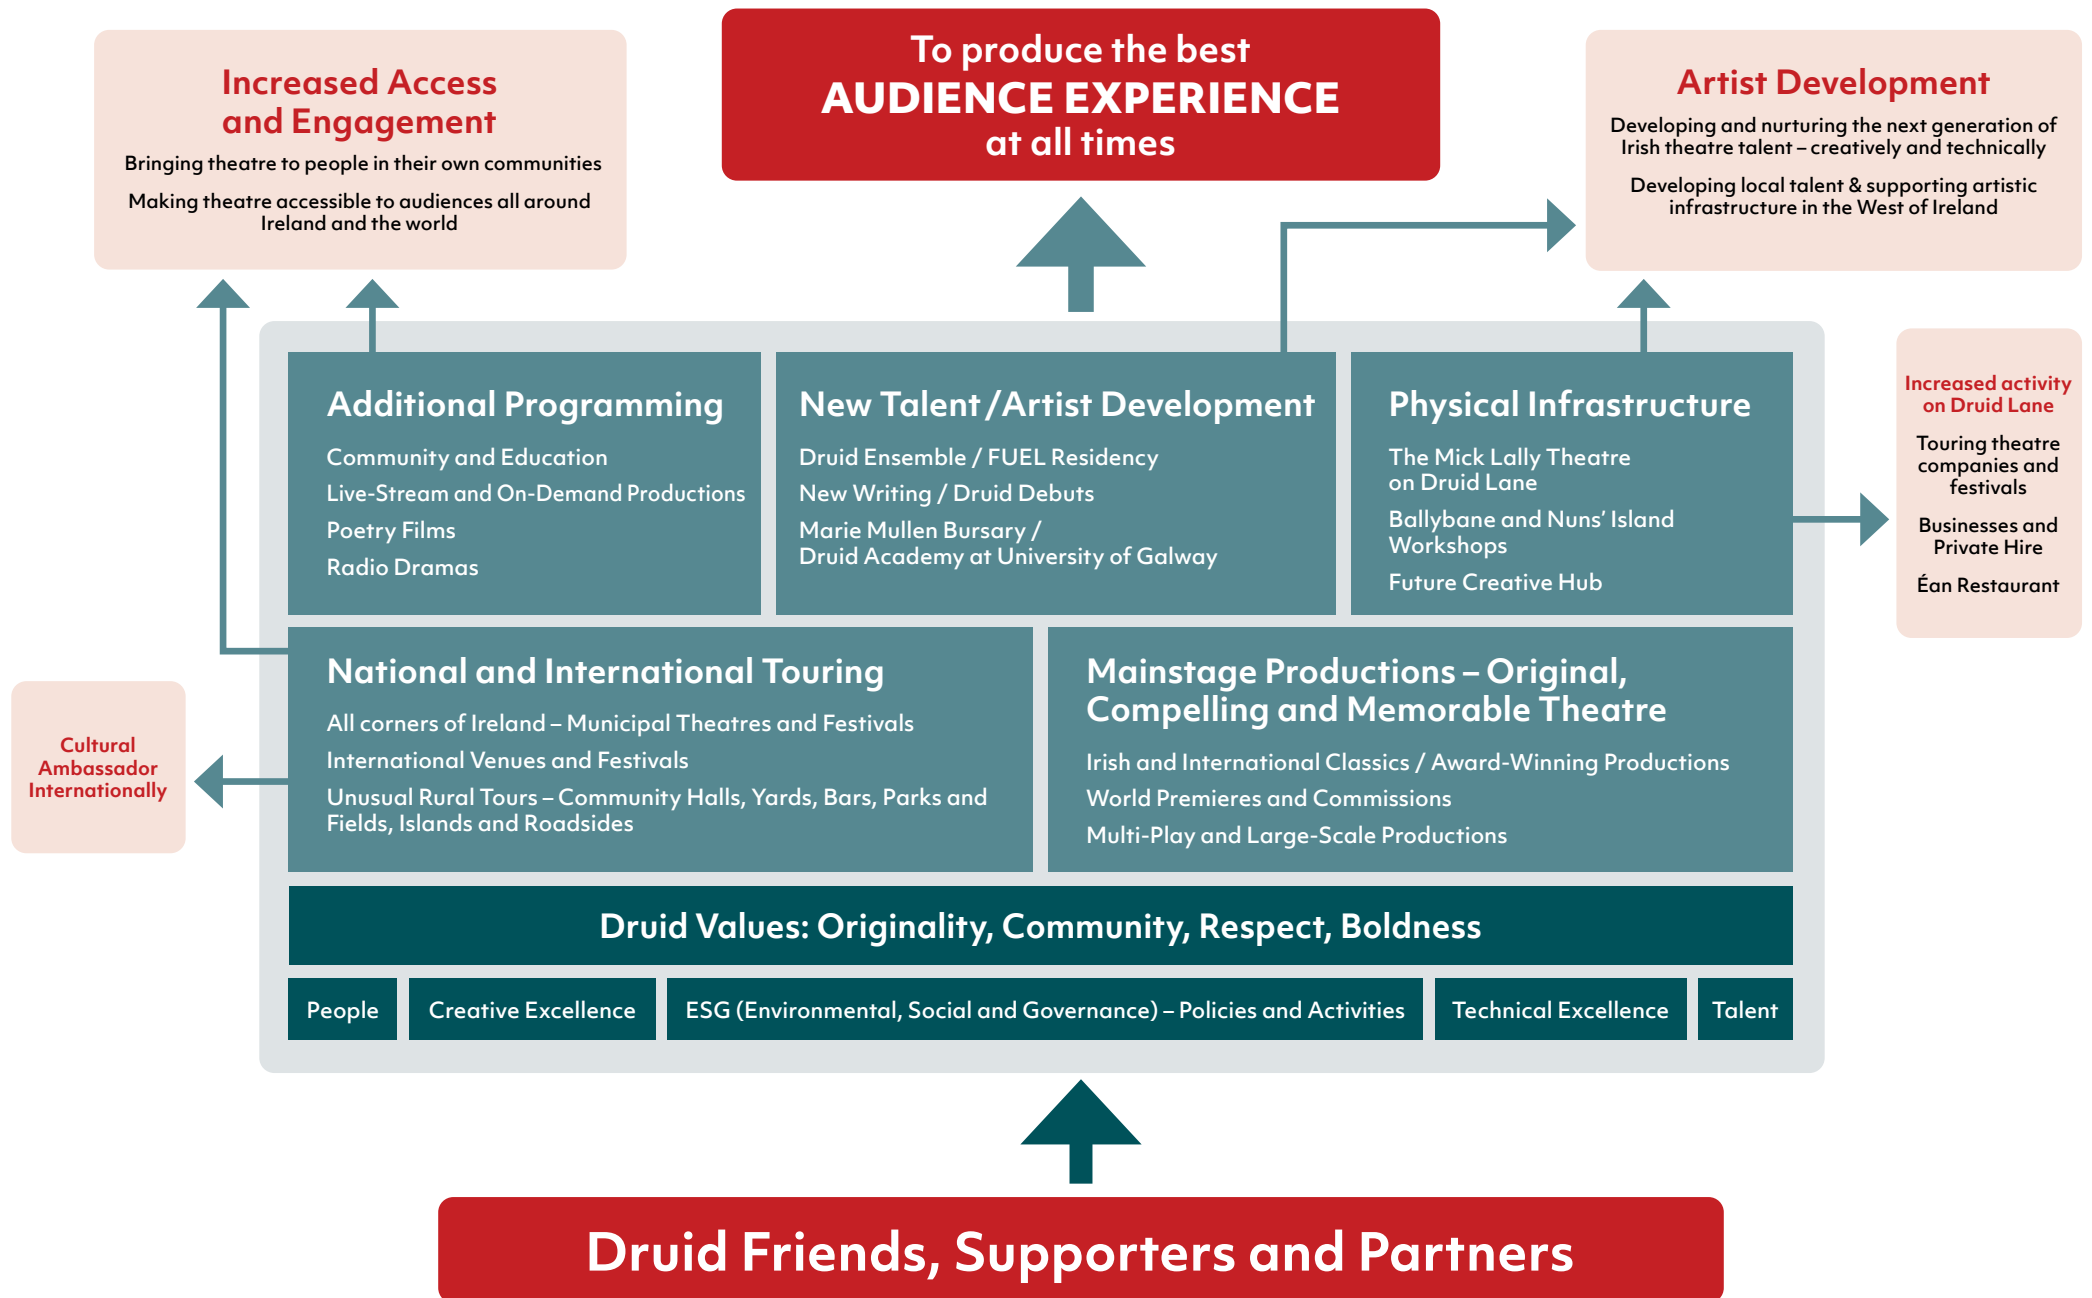 To produce the best
AUDIENCE EXPERIENCE
at all times
Increased Access
and Engagement
Bringing theatre to people in their own communities
Making theatre accessible to audiences all around
Ireland and the world
Artist Development
Developing and nurturing the next generation of
Irish theatre talent – creatively and technically
Developing local talent & supporting artistic
infrastructure in the West of Ireland
Additional Programming
Community and Education
Live-Stream and On-Demand Productions
Poetry Films
Radio Dramas
New Talent/Artist Development
Druid Ensemble / FUEL Residency
New Writing / Druid Debuts
Marie Mullen Bursary /
Druid Academy at University of Galway
Physical Infrastructure
The Mick Lally Theatre
on Druid Lane
Ballybane and Nuns’ Island
Workshops
Future Creative Hub
Increased activity
on Druid Lane
Touring theatre
companies and
festivals
Businesses and
Private Hire
Éan Restaurant
Cultural
Ambassador
Internationally
National and International Touring
All corners of Ireland – Municipal Theatres and Festivals
International Venues and Festivals
Unusual Rural Tours – Community Halls, Yards, Bars, Parks and
Fields, Islands and Roadsides
Mainstage Productions – Original,
Compelling and Memorable Theatre
Irish and International Classics / Award-Winning Productions
World Premieres and Commissions
Multi-Play and Large-Scale Productions
Druid Values: Originality, Community, Respect, Boldness
People
Creative Excellence
ESG (Environmental, Social and Governance) – Policies and Activities
Technical Excellence
Talent
Druid Friends, Supporters and Partners